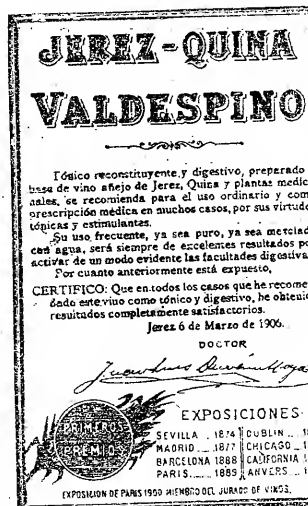 JEREZ-QUINA
VALDESPINO
Tónico reconstituyente y digestivo, preparado
base de vino añejo de Jerez, Quina y plantas medic
nales, se recomienda para el uso ordinario y com
prescripción médica en muchos casos, por sus virtude
tónicas y estimulantes.
Su uso frecuente, ya sea puro, ya sea mezclad
con agua, será siempre de excelentes resultados po
activar de un modo evidente las facultades digestiva
Por cuanto anteriormente está expuesto,
CERTIFICO: Que en todos los casos que he recome
dado este vino como tónico y digestivo, he obtenid
resultados completamente satisfactorios.
Jerez 6 de Marzo de 1906.
DOCTOR
PRIMEROS
PREMIO
EXPOSICIONES
SEVILLA 1874 DUBLIN
MADRID 1877 CHICAGO
BARCELONA 1888 CALIFORNIA
PARIS 1889 ANVERS
EXPOSICION DE PARIS 1900 MIEMBRO DEL JURADO DE VINOS.